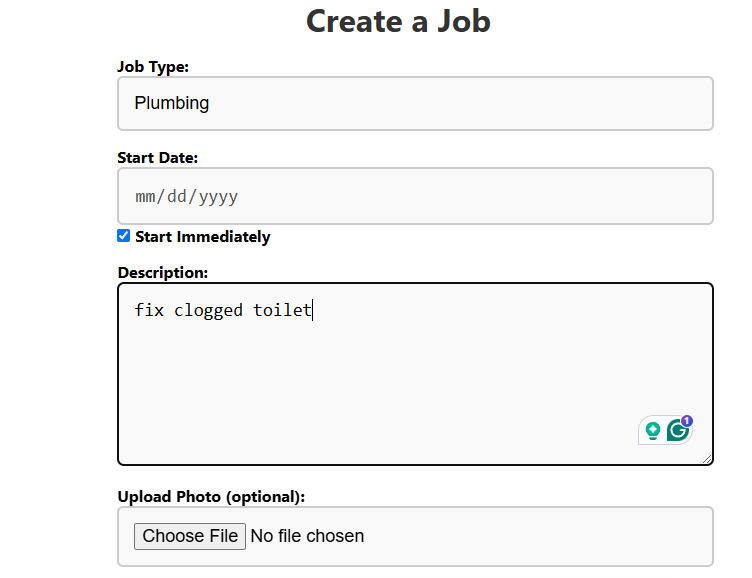 Create a Job
Job Type:
Plumbing
Start Date:
mm/dd/yyyy
Start Immediately
Description:
fix clogged toilet
1
Upload Photo (optional):
Choose File No file chosen